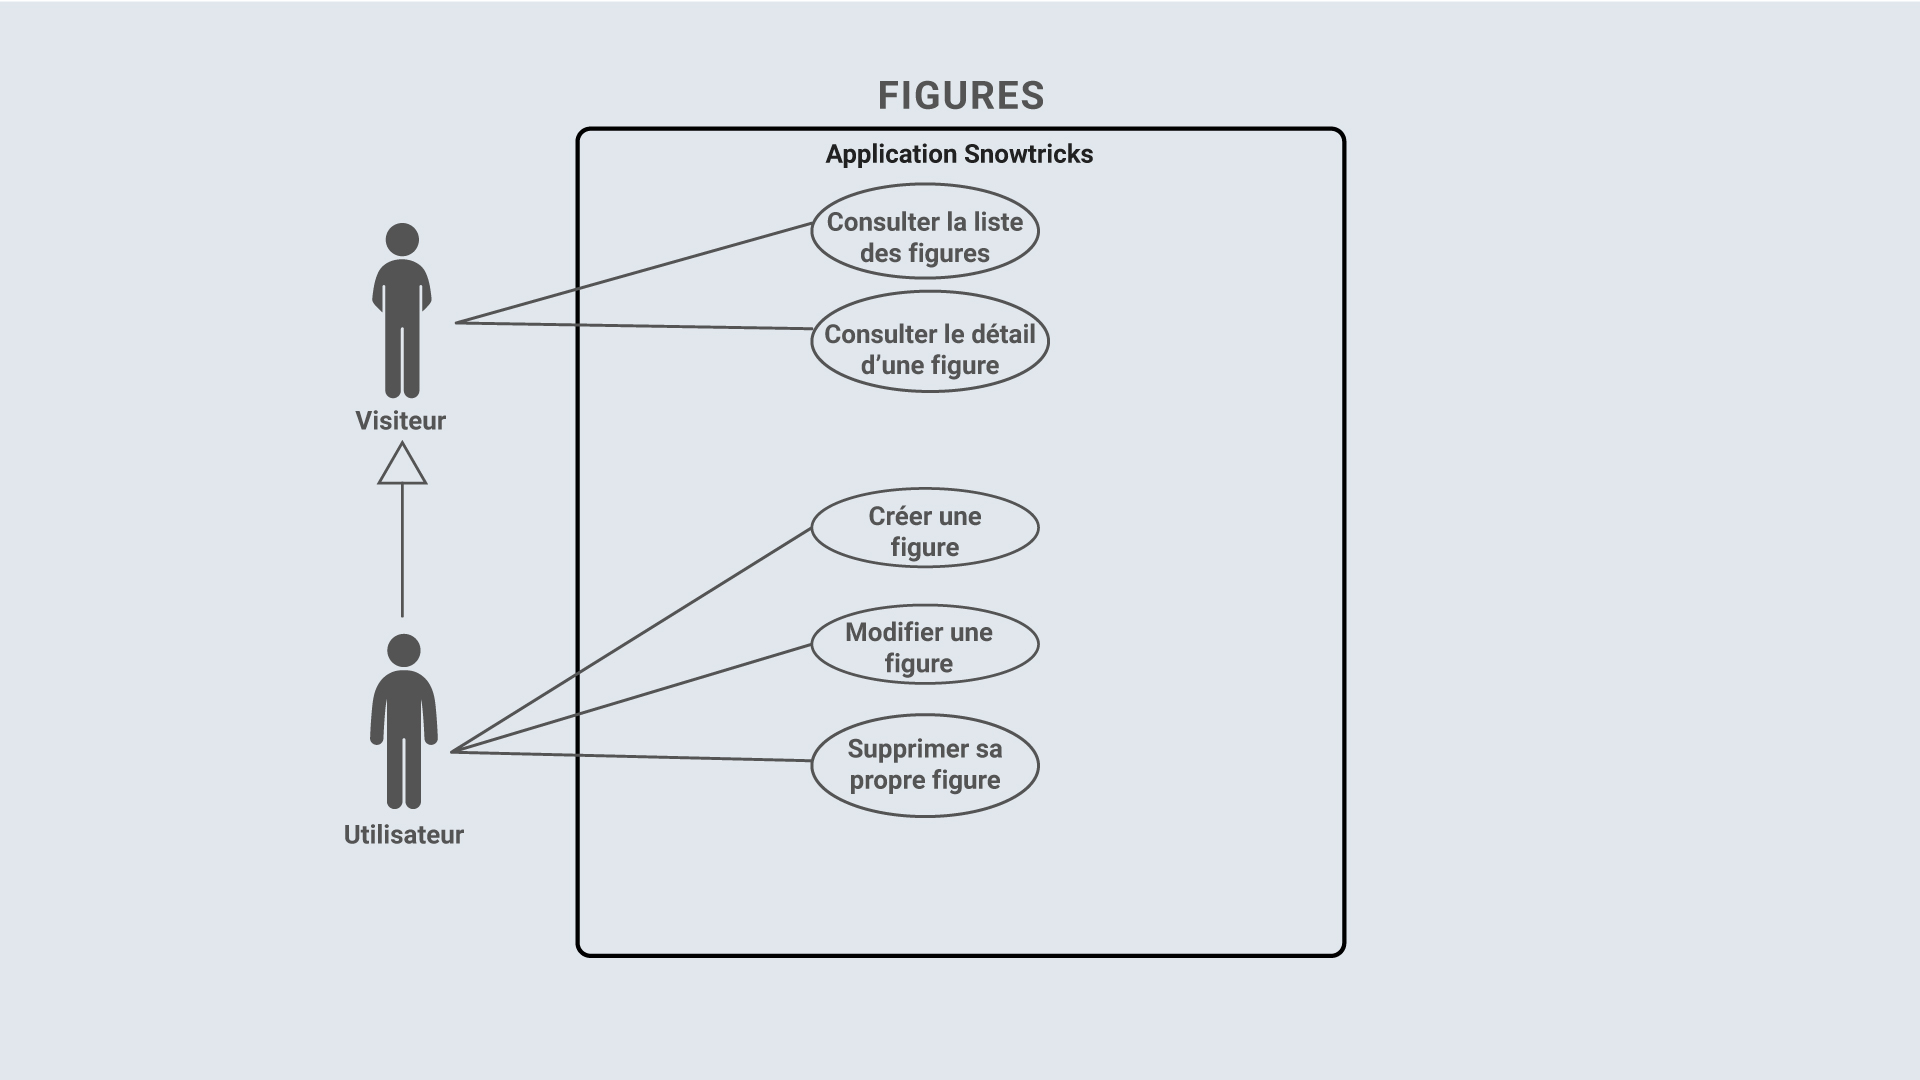 FIGURES
Application Snowtricks
Consulter la liste
des figures
Consulter le détail
d’une figure
Visiteur
Créer une
figure
Modifier une
figure
Supprimer sa
propre figure
Utilisateur